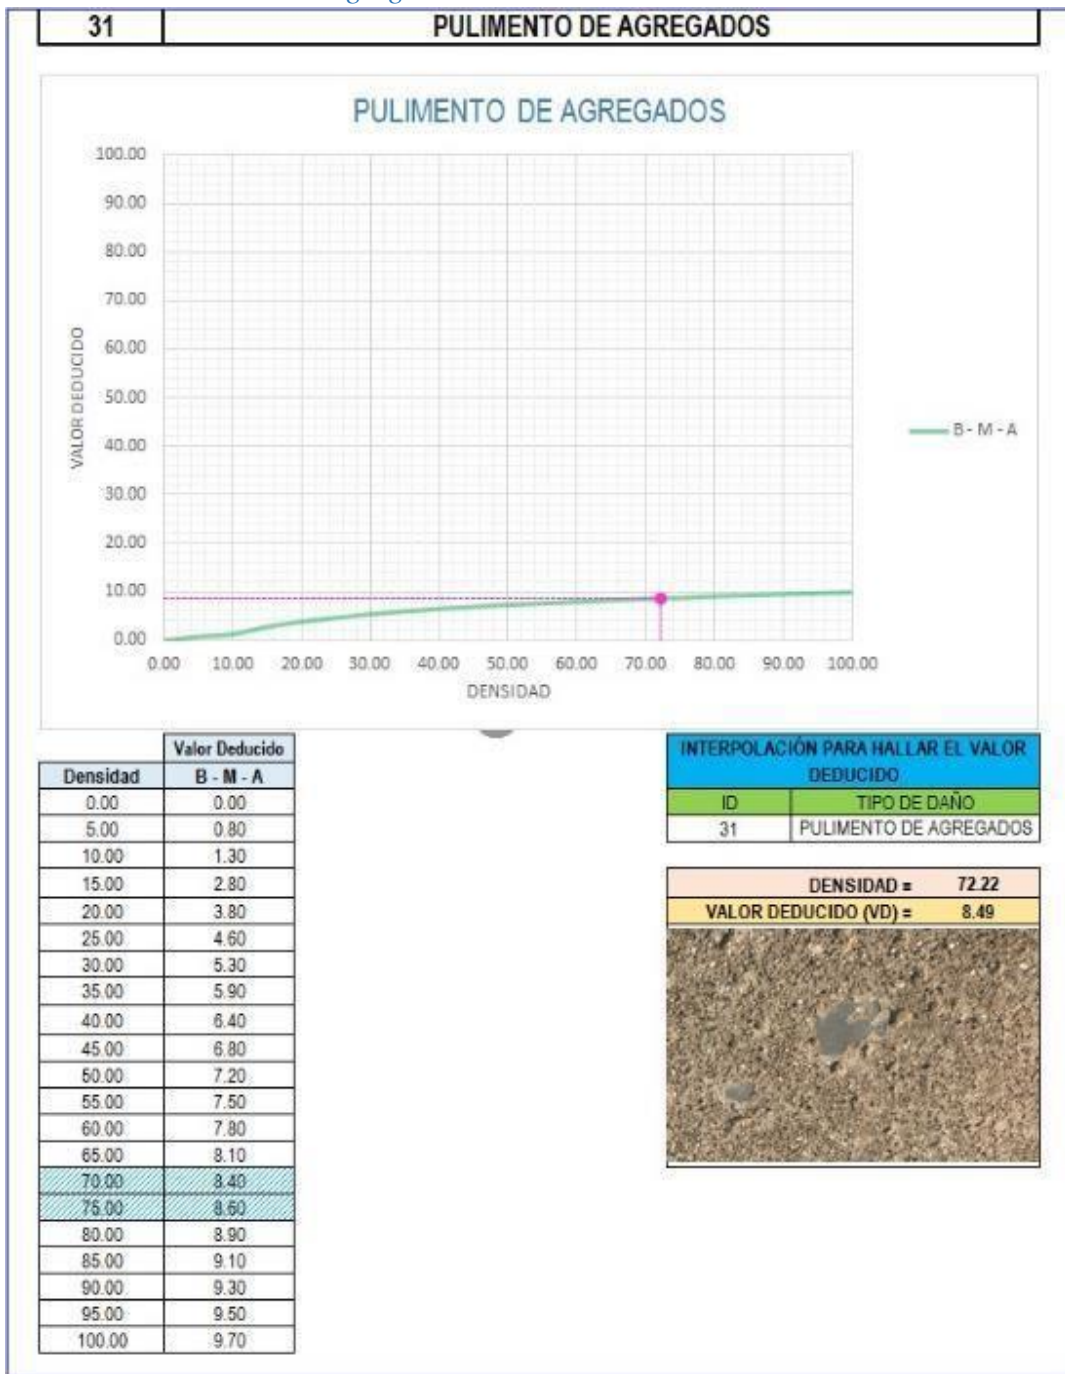 31 PULIMENTO DE AGREGADOS
PULIMENTO DE AGREGADOS
100.00
90.00
80.00
70.00
60.00
50.00
40.00
30.00
20.00
10.00
0.00
VALOR DEDUCIDO
0.00 10.00 20.00 30.00 40.00 50.00 60.00 70.00 80.00 90.00 100.00
DENSIDAD
B - M - A
Valor Deducido
Densidad B - M - A
0.00 0.00
5.00 0.80
10.00 1.30
15.00 2.80
20.00 3.80
25.00 4.60
30.00 5.30
35.00 5.90
40.00 6.40
45.00 6.80
50.00 7.20
55.00 7.50
60.00 7.80
65.00 8.10
70.00 8.40
75.00 8.60
80.00 8.90
85.00 9.10
90.00 9.30
95.00 9.50
100.00 9.70
INTERPOLACIÓN PARA HALLAR EL VALOR
DEDUCIDO
ID TIPO DE DAÑO
31 PULIMENTO DE AGREGADOS
DENSIDAD = 72.22
VALOR DEDUCIDO (VD) = 8.49